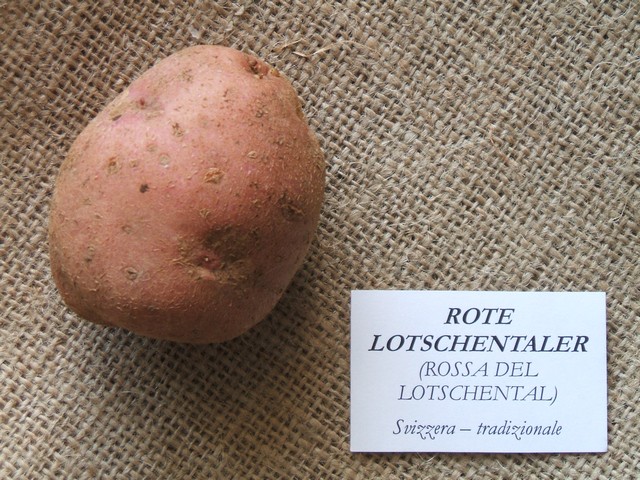 ROTE
LOTSCHENTALER
(ROSSA DEL
LOTSCHENTAL)
Svizzera – tradizionale